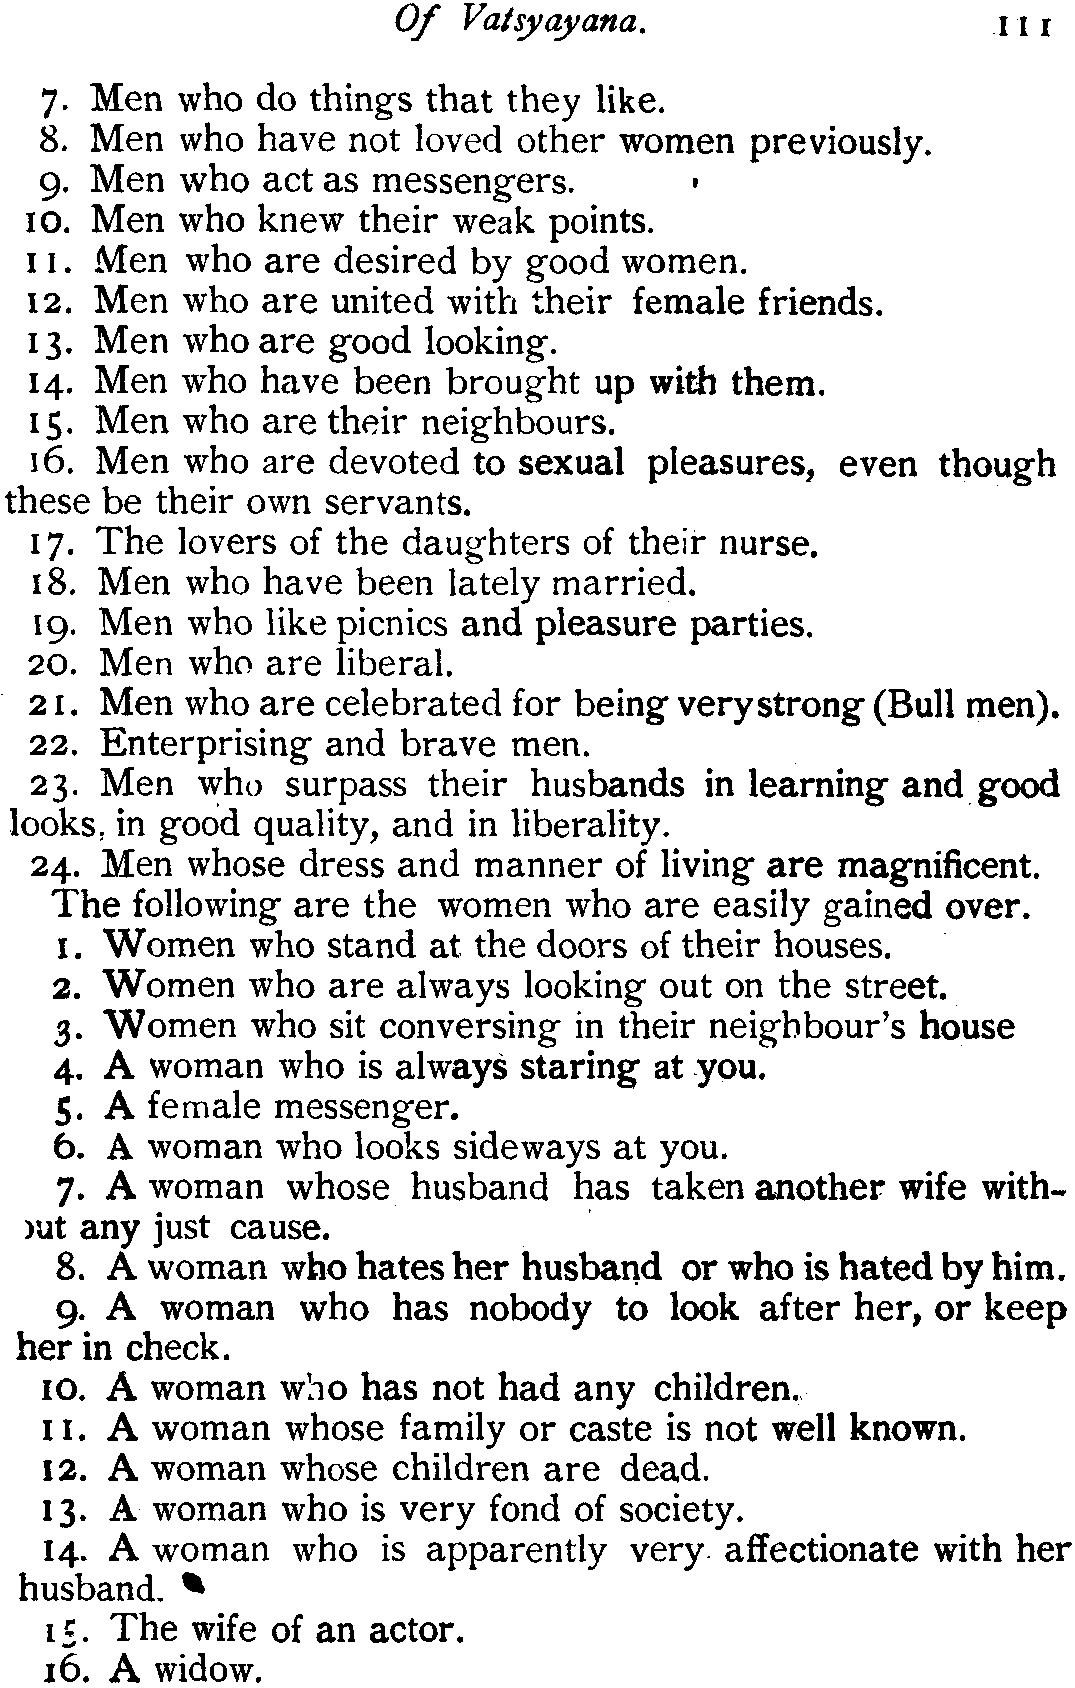 Of Vatsyayana. 111
7. Men who do things that they like.
8. Men who have not loved other women previously.
9. Men who act as messengers.
10. Men who knew their weak points.
11. Men who are desired by good women.
12. Men who are united with their female friends.
13. Men who are good looking.
14. Men who have been brought up with them.
15. Men who are their neighbours.
16. Men who are devoted to sexual pleasures, even though
these be their own servants.
17. The lovers of the daughters of their nurse.
18. Men who have been lately married.
19. Men who like picnics and pleasure parties.
20. Men who are liberal.
21. Men who are celebrated for being very strong (Bull men).
22. Enterprising and brave men.
23. Men who surpass their husbands in learning and good
looks, in good quality, and in liberality.
24. Men whose dress and manner of living are magnificent.
The following are the women who are easily gained over.
1. Women who stand at the doors of their houses.
2. Women who are always looking out on the street.
3. Women who sit conversing in their neighbour's house
4. A woman who is always staring at you.
5. A female messenger.
6. A woman who looks sideways at you.
7. A woman whose husband has taken another wife with-
out any just cause.
8. A woman who hates her husband or who is hated by him.
9. A woman who has nobody to look after her, or keep
her in check.
10. A woman who has not had any children.
11. A woman whose family or caste is not well known.
12. A woman whose children are dead.
13. A woman who is very fond of society.
14. A woman who is apparently very affectionate with her
husband.
15. The wife of an actor.
16. A widow.